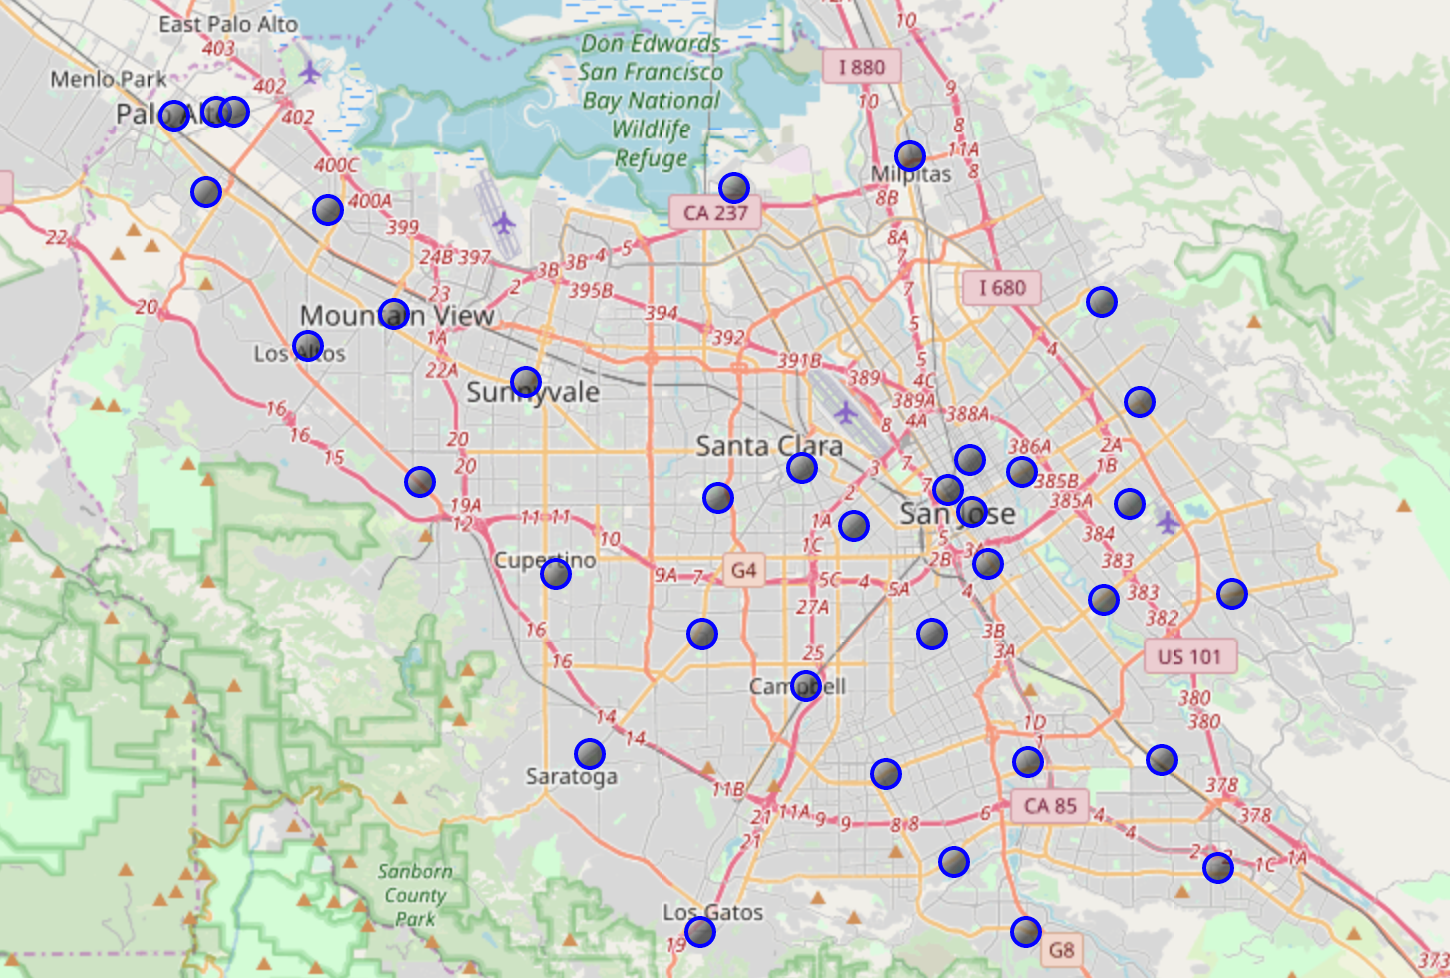 East Palo Alto
403
Menlo Park
402
Palo Alto
402
400C
400A
399
24B
397
22
20
23
Don Edwards
San Francisco
Bay National
Wildlife
Refuge
I 880
10
10
9
8
11A
8
Milpitas
8B
CA 237
5
4
3B
3B
2
395B
394
392
391B
8A
7
7
5
5
4C
I 680
4
Mountain View
1A
22A
Los Altos
Sunnyvale
389
389A
4A
388A
8
16
16
15
20
20
19A
12
Santa Clara
3
7
2
7
386A
2A
1B
385B
385A
San Jose
384
383
383
382
11
11
10
Cupertino
9A
7
G4
1A
1C
5C
4
5A
27A
5
2B
3A
4
3B
3A
25
16
16
14
14
Campbell
US 101
380
380
1D
1
Saratoga
11B
11A
9
9
8
8
6
21
21
CA 85
4
4
378
378
2
2
1C
1A
Sanborn
County
Park
Los Gatos
19
G8
373